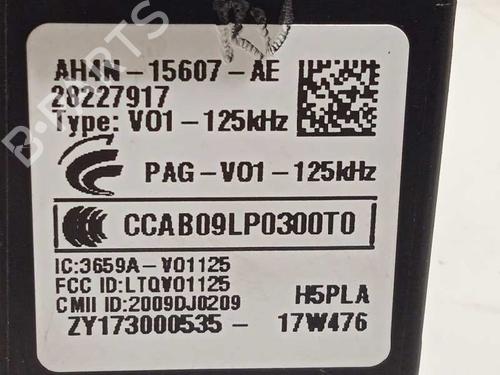 AH4N-15607-AE
28227917
Type: V01-125kHz
PAG-V01-125kHz
CCAB09LP0300T0
IC:3659A-V01125
FCC ID:LTQV01125
CMII ID:2009DJ0209
H5PLA
ZY173000535- 17W476
B-PARTS